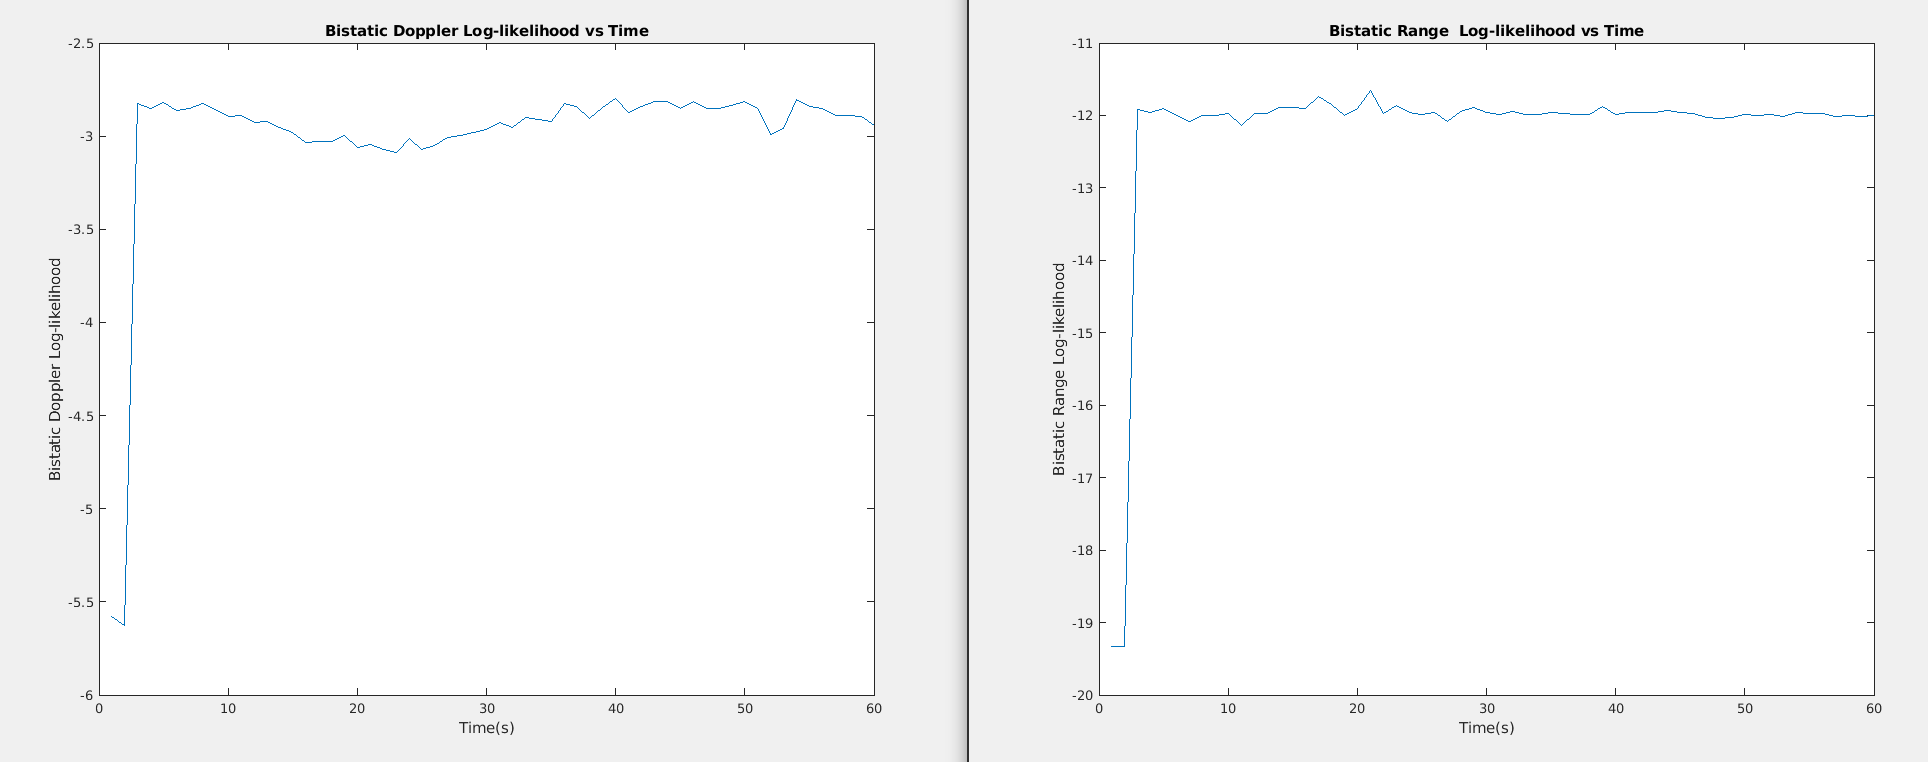 Bistatic Doppler Log-likelihood vs Time
-2.5
-3
-3.5
-4
-4.5
-5
-5.5
-6
Bistatic Doppler Log-likelihood
0 10 20 30 40 50 60
Time(s)
Bistatic Range  Log-likelihood vs Time
-11
-12
-13
-14
-15
-16
-17
-18
-19
-20
Bistatic Range Log-likelihood
0 10 20 30 40 50 60
Time(s)